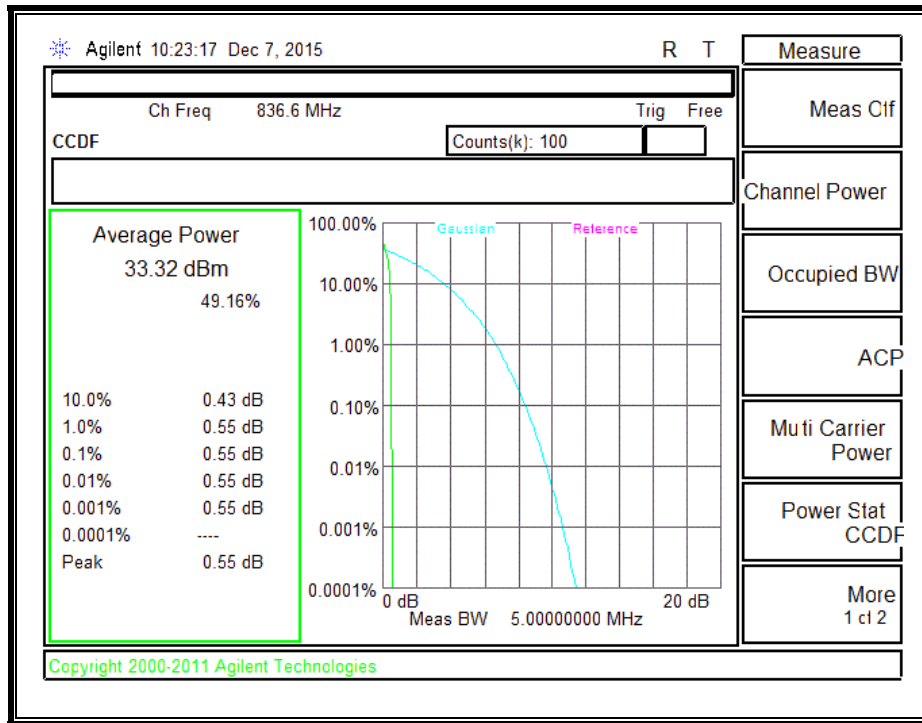 Agilent 10:23:17 Dec 7, 2015 R T
Ch Freq 836.6 MHz Trig Free
CCDF Counts(k): 100
Average Power
33.32 dBm
49.16%
10.0% 0.43 dB
1.0% 0.55 dB
0.1% 0.55 dB
0.01% 0.55 dB
0.001% 0.55 dB
0.0001% ----
Peak 0.55 dB
Gaussian Reference
100.00%
10.00%
1.00%
0.10%
0.01%
0.001%
0.0001%
0 dB 20 dB
Meas BW 5.00000000 MHz
Measure
Meas Off
Channel Power
Occupied BW
ACP
Multi Carrier
Power
Power Stat
CCDF
More
1 of 2
Copyright 2000-2011 Agilent Technologies